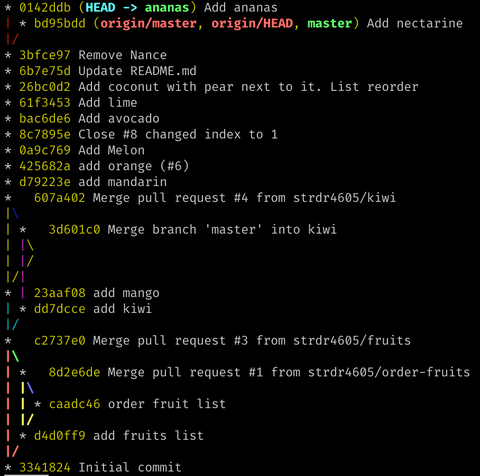 * 0142ddb (HEAD -> ananas) Add ananas
| * bd95bdd (origin/master, origin/HEAD, master) Add nectarine
|/
* 3bfce97 Remove Nance
* 6b7e75d Update README.md
* 26bc0d2 Add coconut with pear next to it. List reorder
* 61f3453 Add lime
* bac6de6 Add avocado
* 8c7895e Close #8 changed index to 1
* 0a9c769 Add Melon
* 425682a add orange (#6)
* d79223e add mandarin
*   607a402 Merge pull request #4 from strdr4605/kiwi
|\
| *   3d601c0 Merge branch 'master' into kiwi
| |\
| |/
|/|
* | 23aaf08 add mango
| * dd7dcce add kiwi
|/
*   c2737e0 Merge pull request #3 from strdr4605/fruits
|\
| *   8d2e6de Merge pull request #1 from strdr4605/order-fruits
| |\
| | * caadc46 order fruit list
| |/
| * d4d0ff9 add fruits list
|/
* 3341824 Initial commit